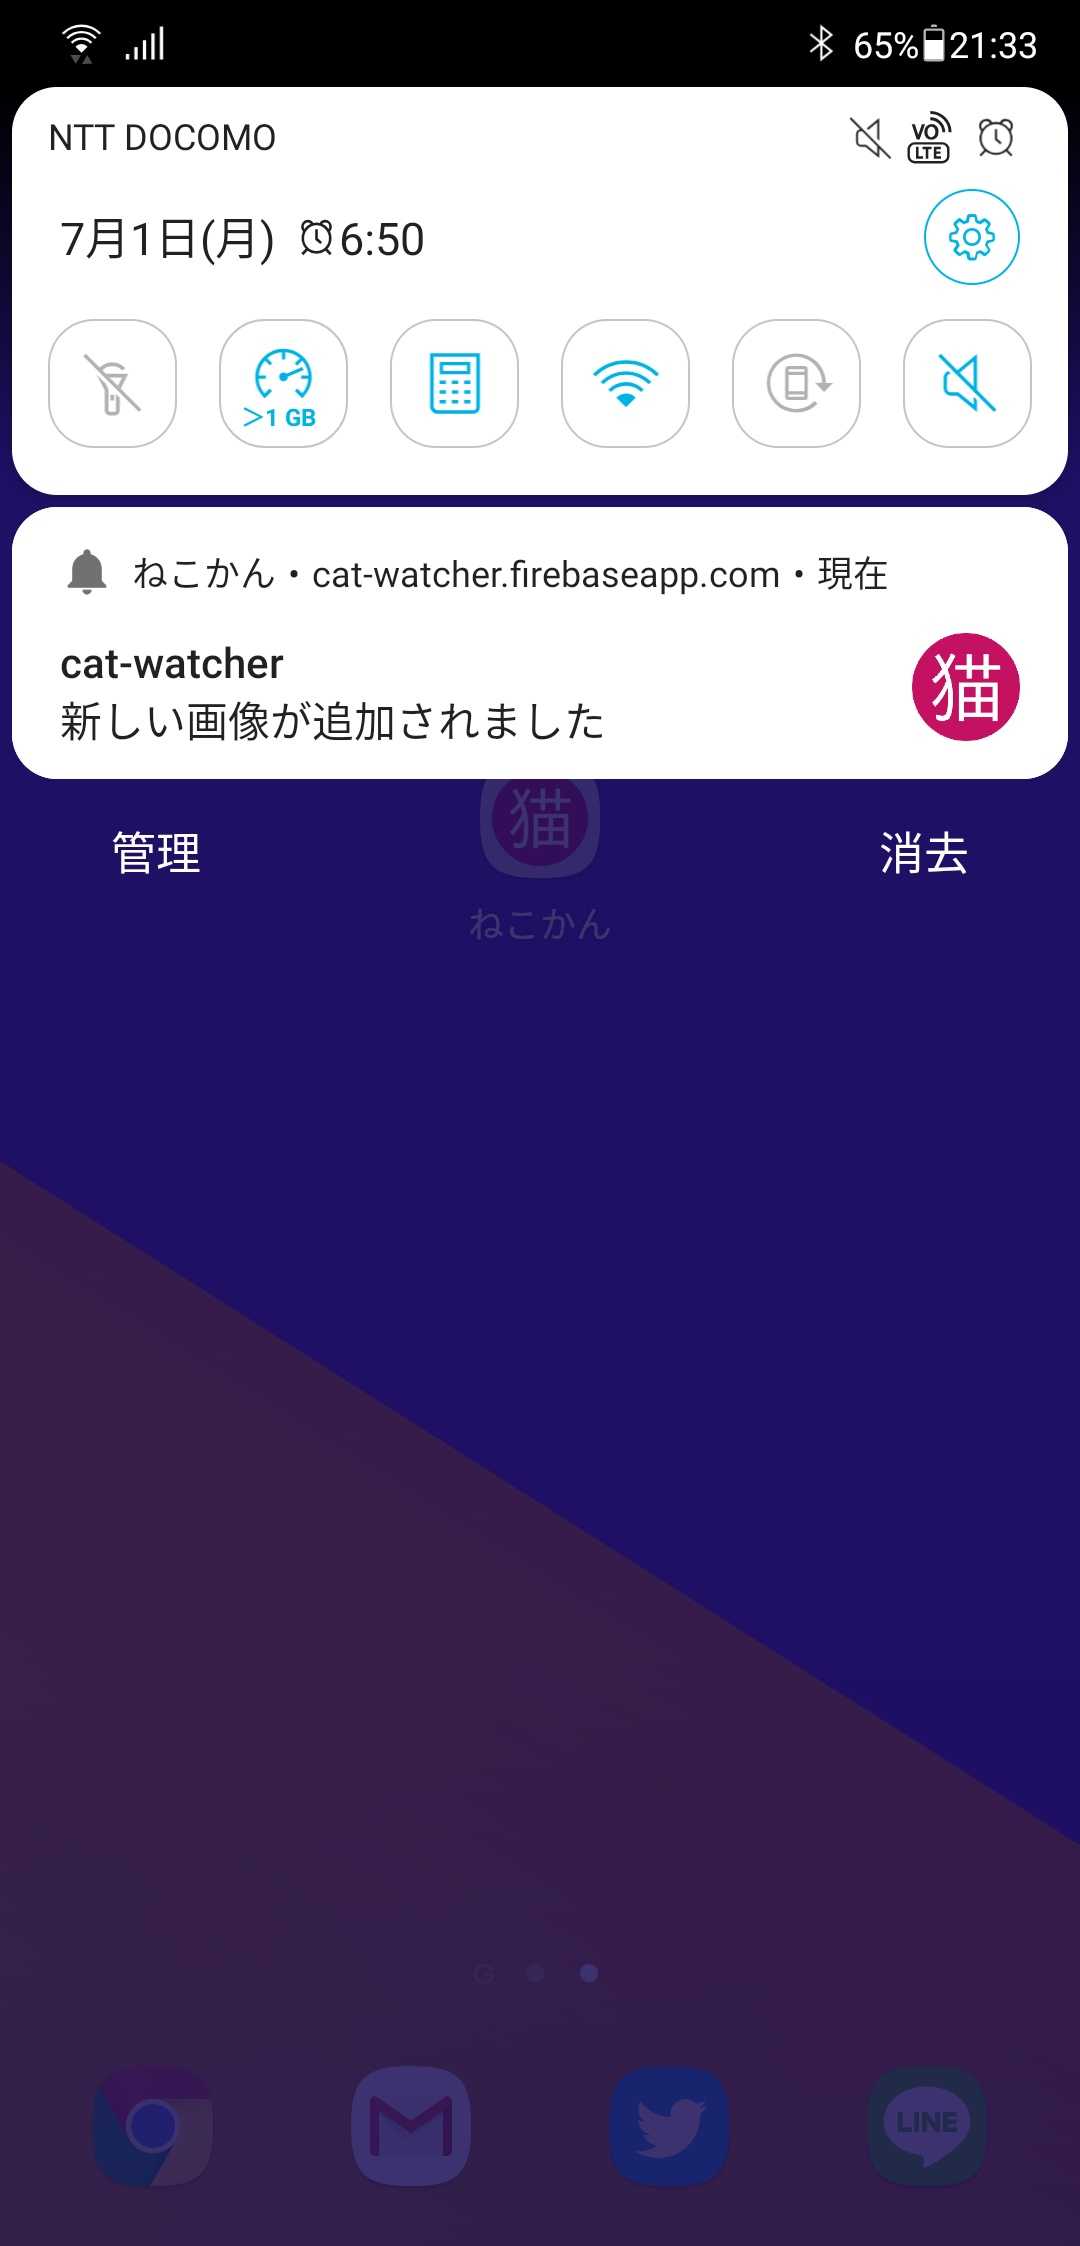 65% 21:33
NTT DOCOMO
VO LTE
7月1日(月) 6:50
>1 GB
ねこかん・cat-watcher.firebaseapp.com・現在
cat-watcher
新しい画像が追加されました
猫
猫
管理
消去
ねこかん
G
LINE